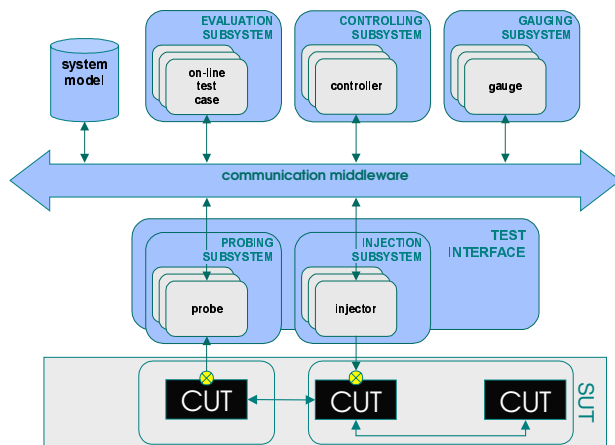 EVALUATION
SUBSYSTEM
CONTROLLING
SUBSYSTEM
GAUGING
SUBSYSTEM
system
model
on-line
test
case
controller
gauge
communication middleware
PROBING
SUBSYSTEM
INJECTION
SUBSYSTEM
TEST
INTERFACE
probe
injector
CUT
CUT
CUT
SUT